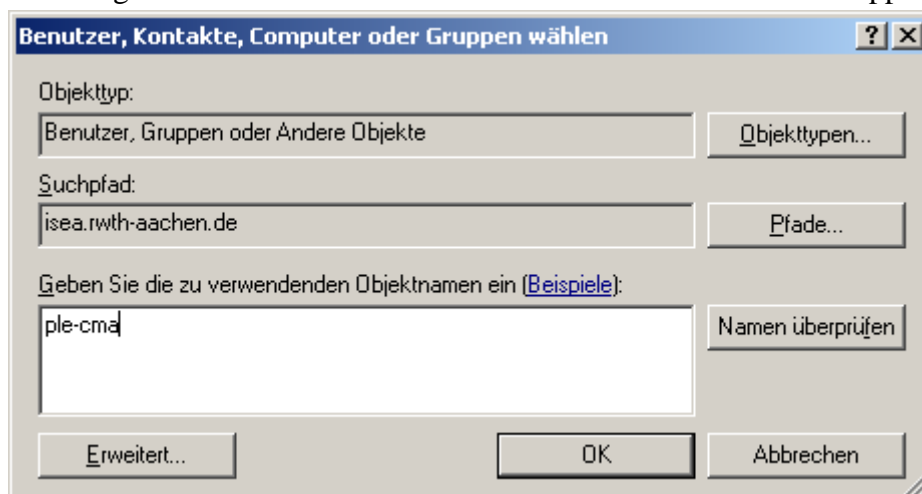 Benutzer, Kontakte, Computer oder Gruppen wählen
Objekttyp:
Benutzer, Gruppen oder Andere Objekte
Objekttypen...
Suchpfad:
isea.rwth-aachen.de
Pfade...
Geben Sie die zu verwendenden Objektnamen ein (Beispiele):
ple-cma
Namen überprüfen
Erweitert...
OK
Abbrechen